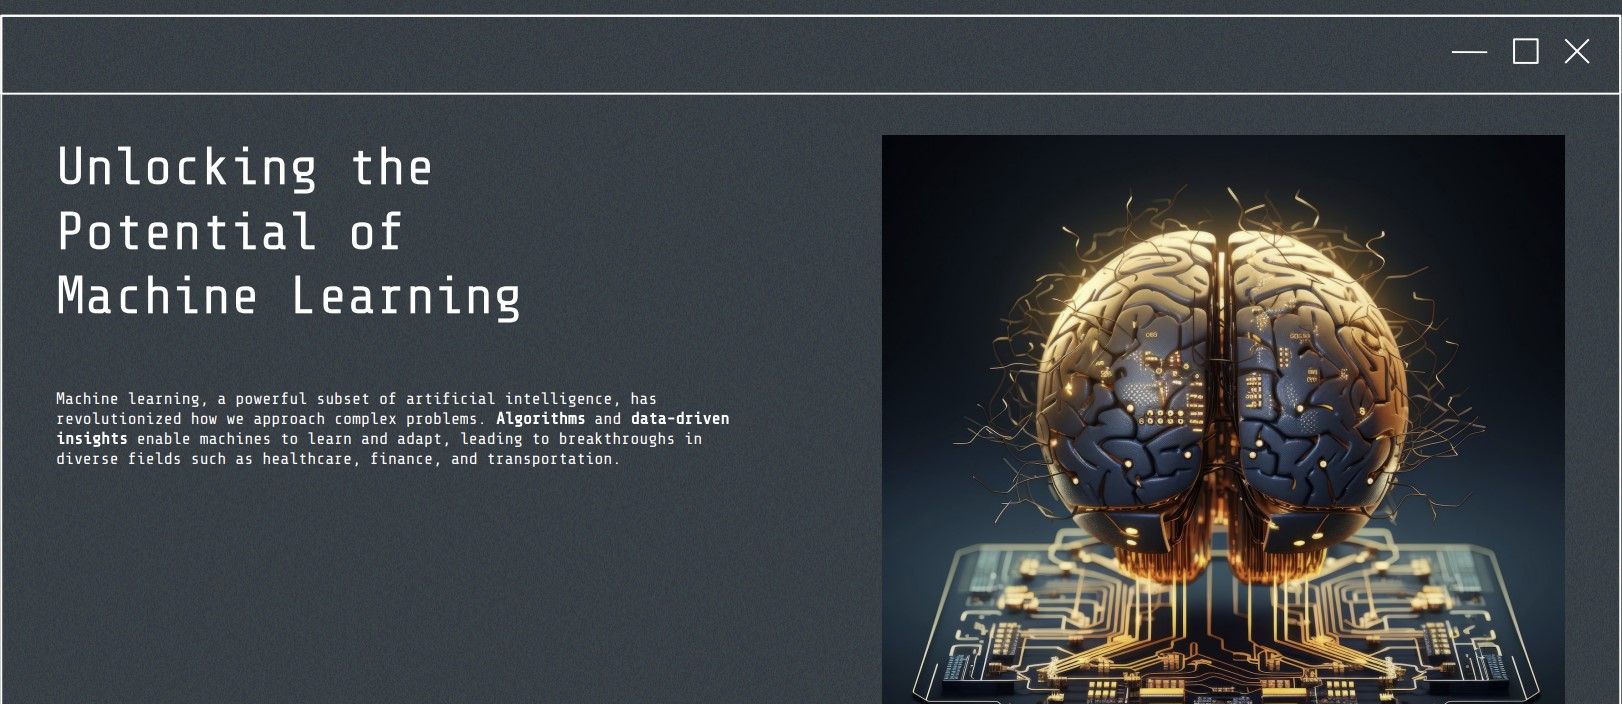 Unlocking the
Potential of
Machine Learning
Machine learning, a powerful subset of artificial intelligence, has
revolutionized how we approach complex problems. Algorithms and data-driven
insights enable machines to learn and adapt, leading to breakthroughs in
diverse fields such as healthcare, finance, and transportation.